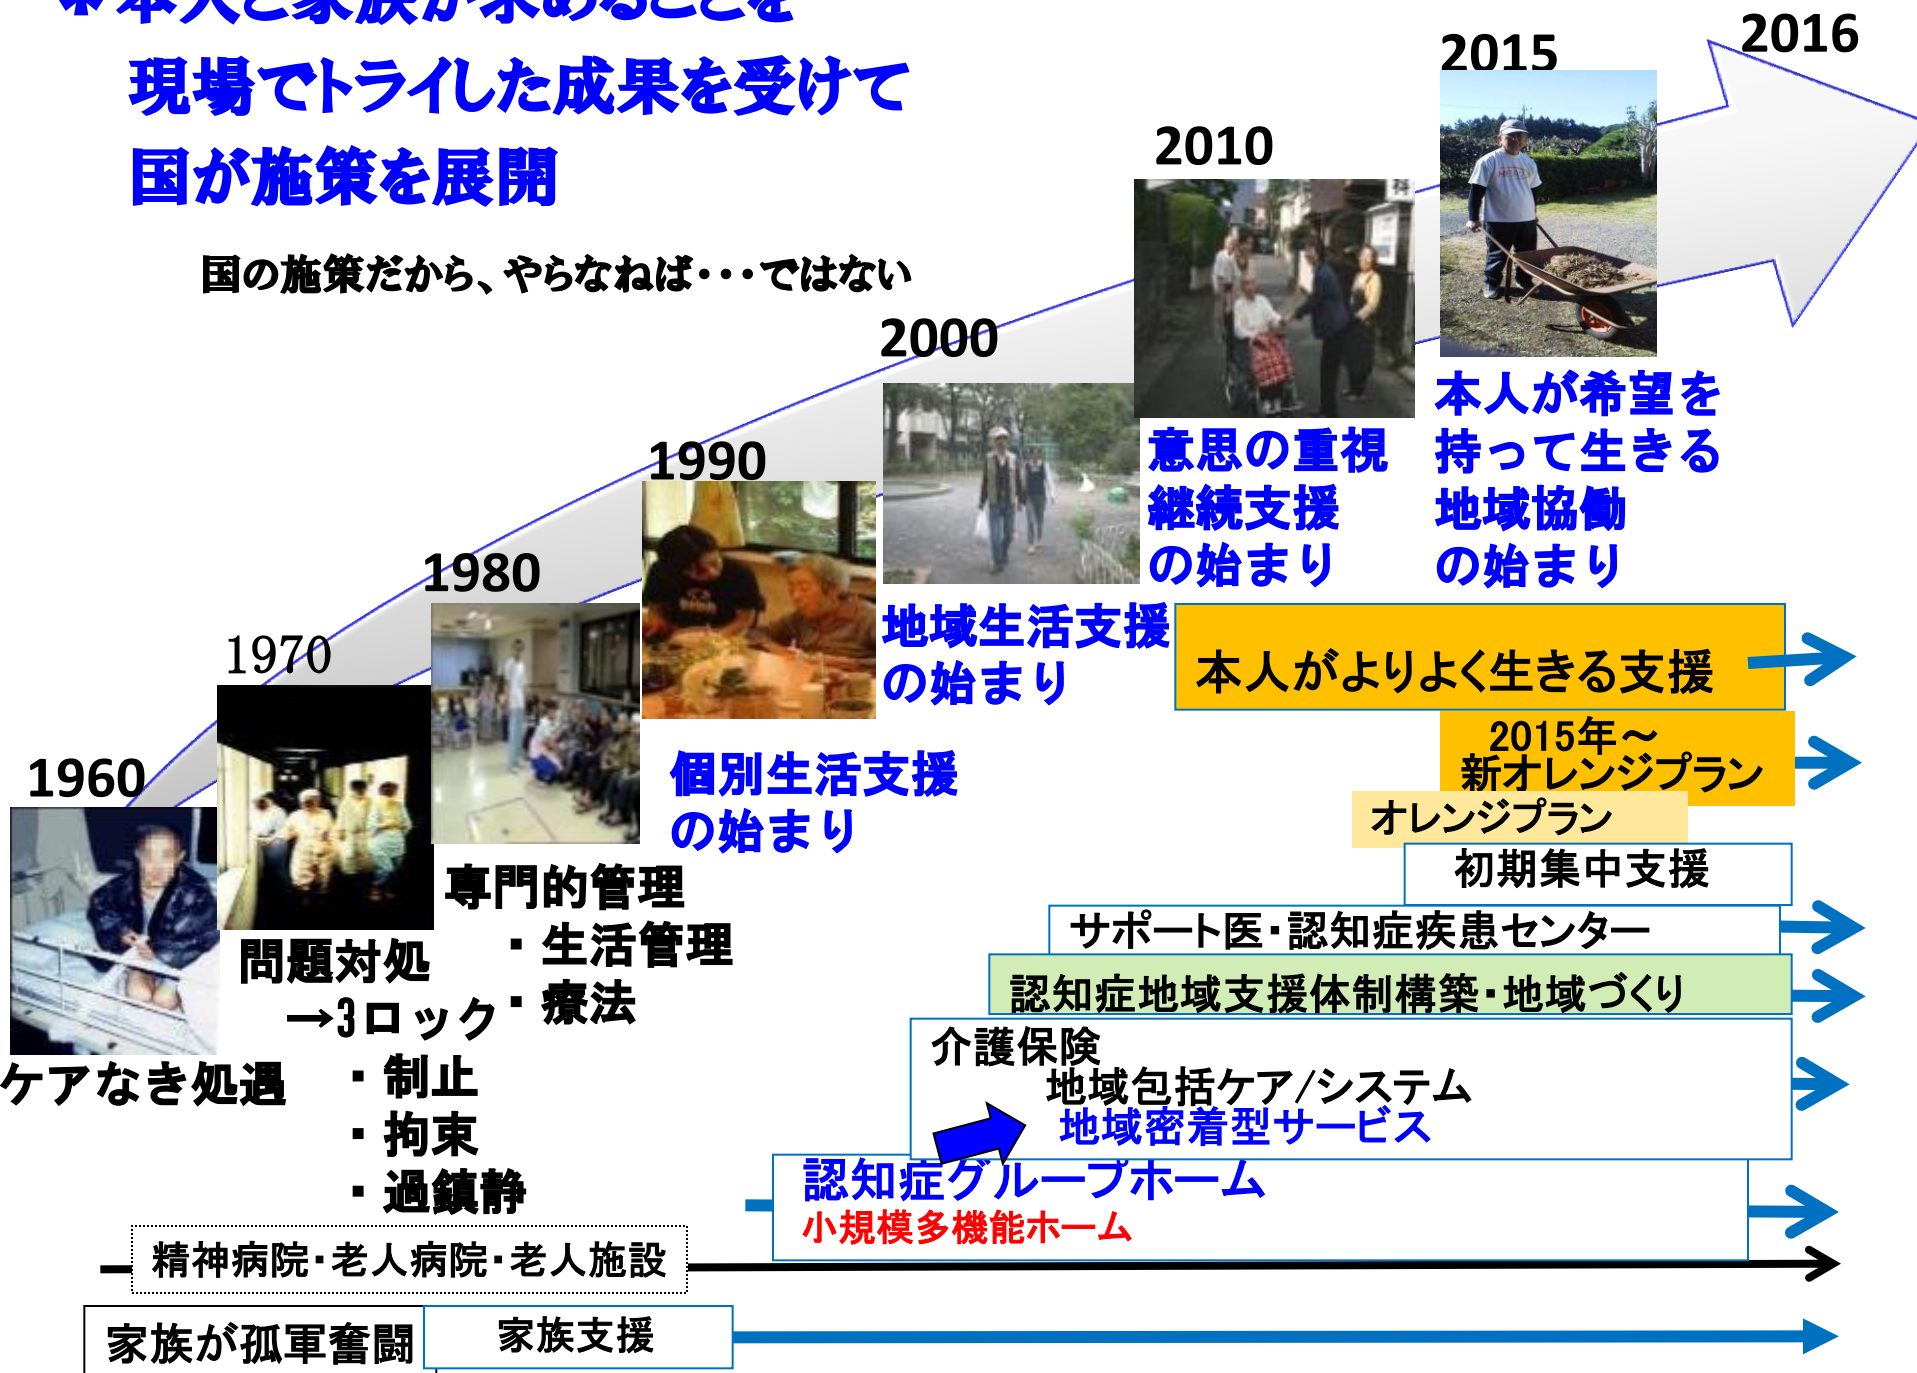 ＊本人と家族が求めることを
現場でトライした成果を受けて
国が施策を展開
国の施策だから、やらなねば・・・ではない
2016
2015
2010
2000
1990
1980
1970
1960
本人が希望を
持って生きる
地域協働
の始まり
意思の重視
継続支援
の始まり
地域生活支援
の始まり
個別生活支援
の始まり
専門的管理
・生活管理
・療法
問題対処
→3ロック
・制止
・拘束
・過鎮静
ケアなき処遇
本人がよりよく生きる支援
2015年～
新オレンジプラン
オレンジプラン
初期集中支援
サポート医・認知症疾患センター
認知症地域支援体制構築・地域づくり
介護保険
地域包括ケア/システム
地域密着型サービス
認知症グループホーム
小規模多機能ホーム
精神病院・老人病院・老人施設
家族が孤軍奮闘
家族支援